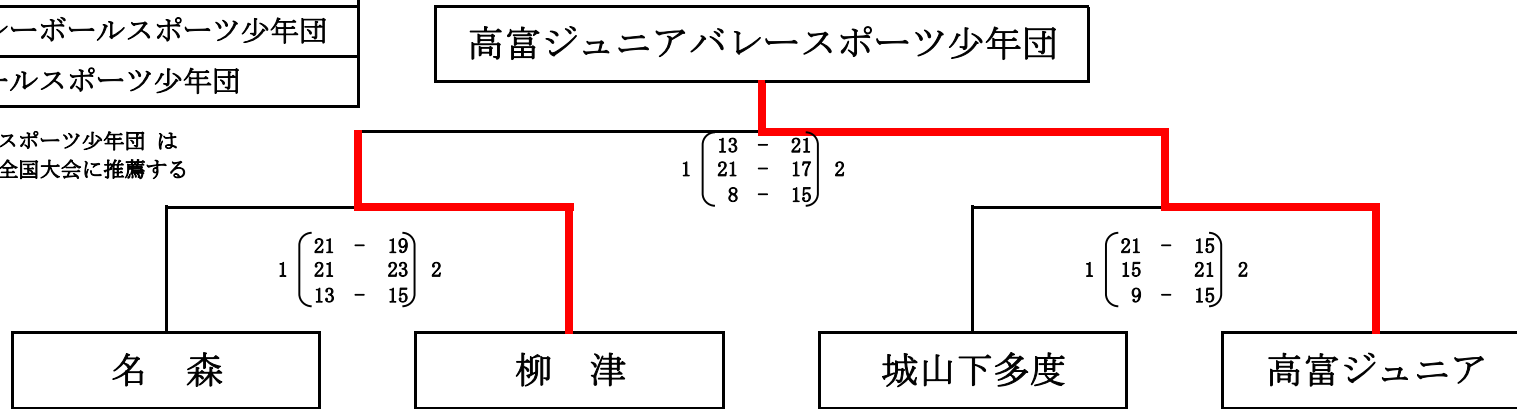 レーボールスポーツ少年団
高富ジュニアバレースポーツ少年団
ールスポーツ少年団
スポーツ少年団 は
全国大会に推薦する
13 － 21
1 21 － 17 2
8 － 15
21 － 19
1 21 23 2
13 － 15
21 － 15
1 15 21 2
9 － 15
名 森
柳 津
城山下多度
高富ジュニア